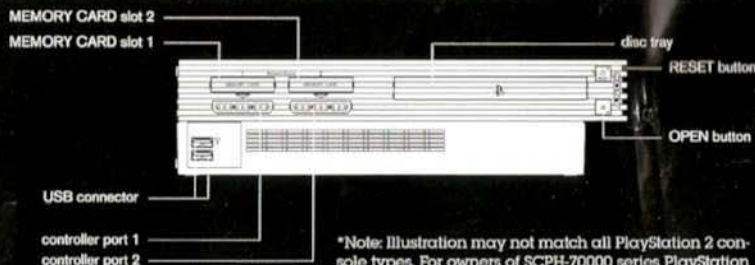 MEMORY CARD slot 2
MEMORY CARD slot 1
disc tray
RESET button
OPEN button
USB connector
controller port 1
controller port 2
*Note: Illustration may not match all PlayStation 2 con-
sole types. For owners of SCPH-70000 series PlayStation